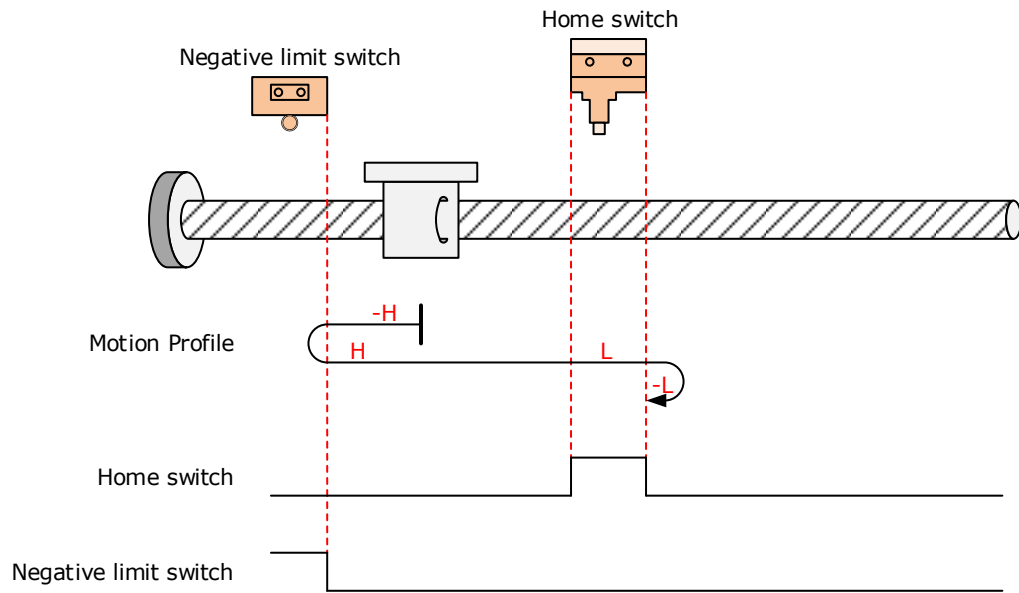 Home switch
Negative limit switch
-H
Motion Profile
H
L
-L
Home switch
Negative limit switch